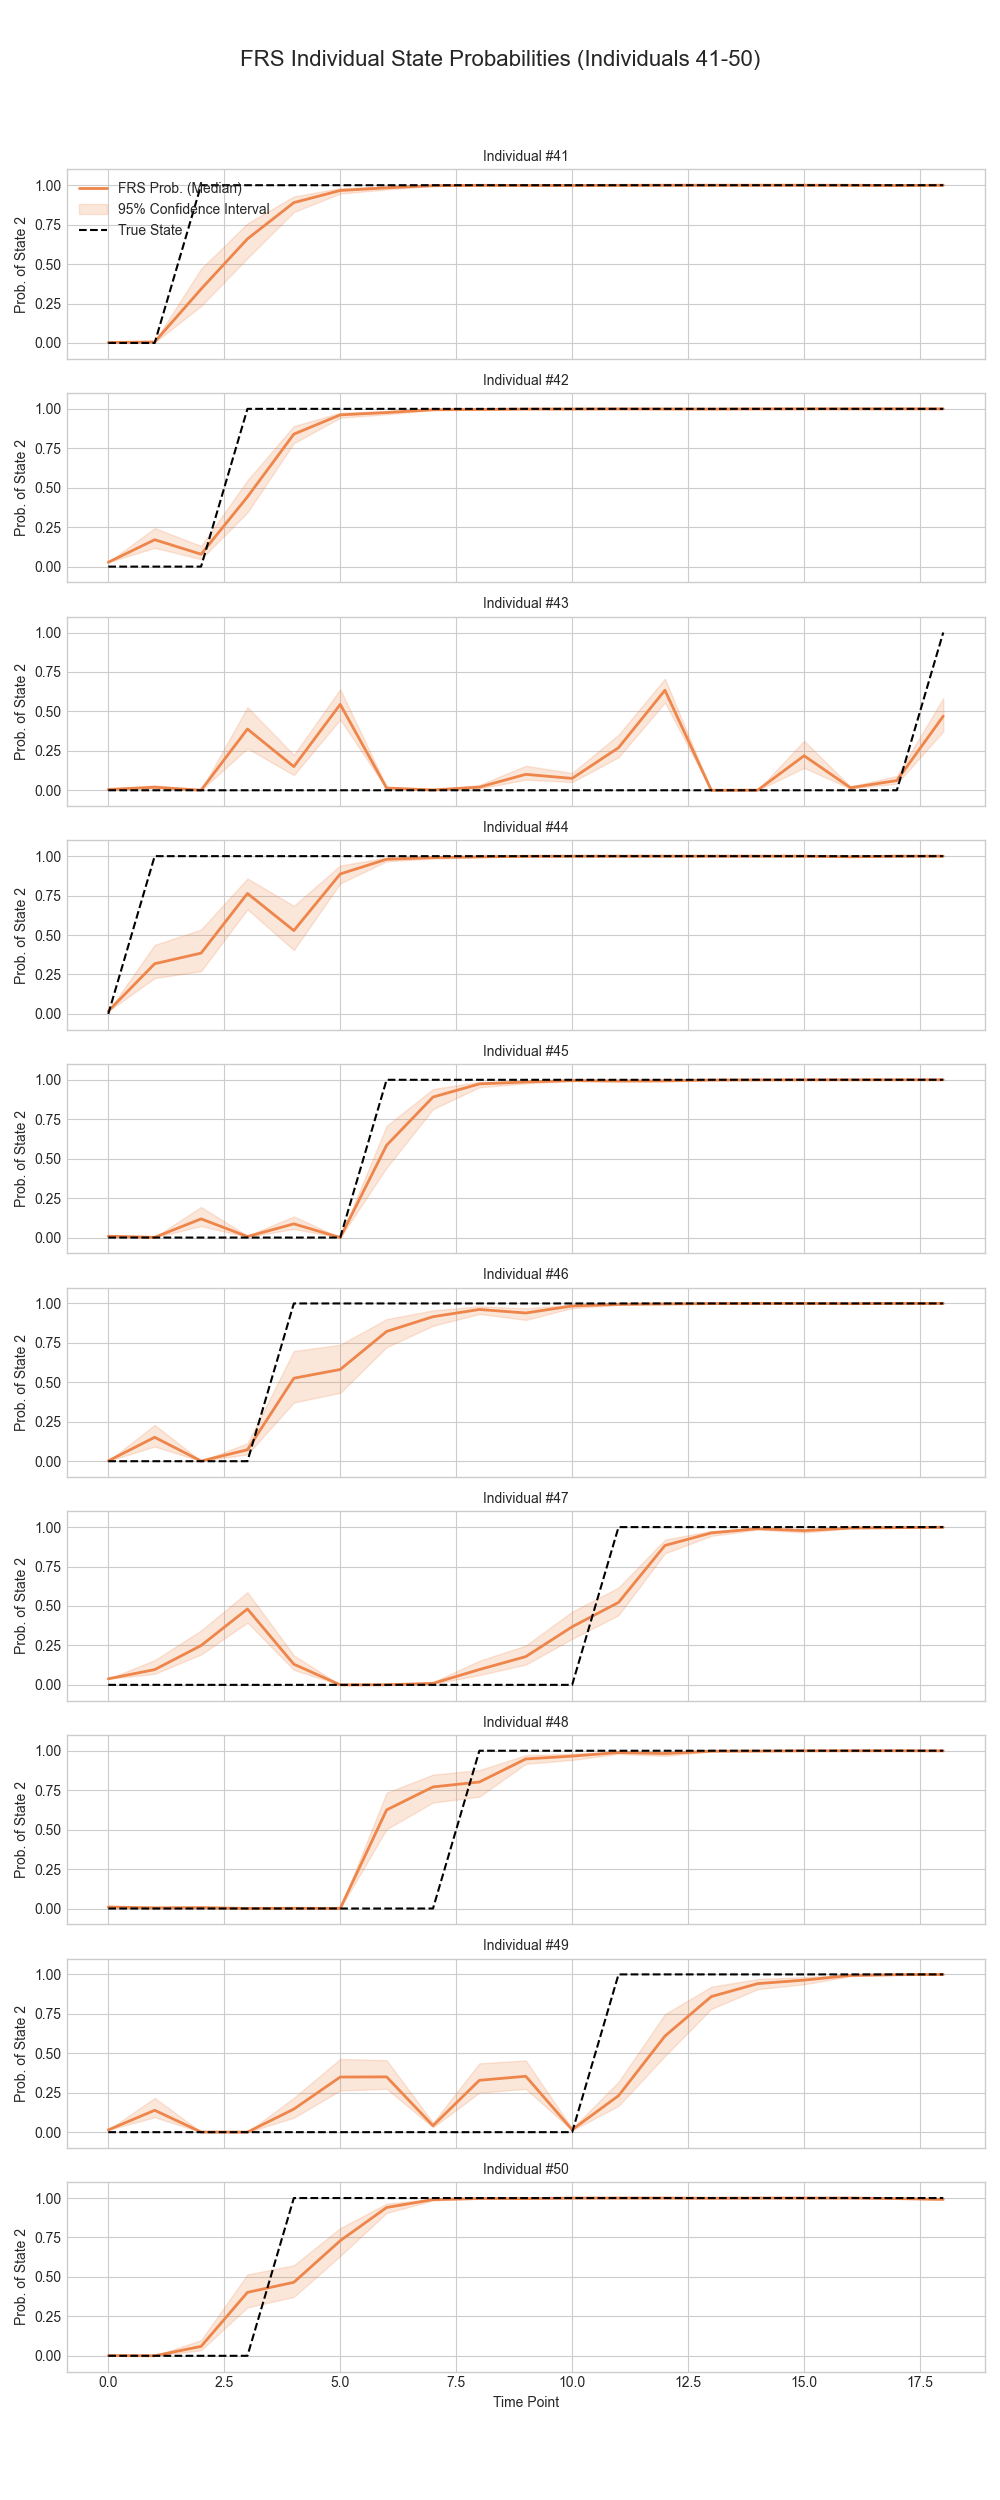 FRS Individual State Probabilities (Individuals 41-50)
Individual #41
FRS Prob. (Median)
95% Confidence Interval
True State
Prob. of State 2
1.00
0.75
0.50
0.25
0.00
Individual #42
Prob. of State 2
1.00
0.75
0.50
0.25
0.00
Individual #43
Prob. of State 2
1.00
0.75
0.50
0.25
0.00
Individual #44
Prob. of State 2
1.00
0.75
0.50
0.25
0.00
Individual #45
Prob. of State 2
1.00
0.75
0.50
0.25
0.00
Individual #46
Prob. of State 2
1.00
0.75
0.50
0.25
0.00
Individual #47
Prob. of State 2
1.00
0.75
0.50
0.25
0.00
Individual #48
Prob. of State 2
1.00
0.75
0.50
0.25
0.00
Individual #49
Prob. of State 2
1.00
0.75
0.50
0.25
0.00
Individual #50
Prob. of State 2
1.00
0.75
0.50
0.25
0.00
0.0 2.5 5.0 7.5 10.0 12.5 15.0 17.5
Time Point